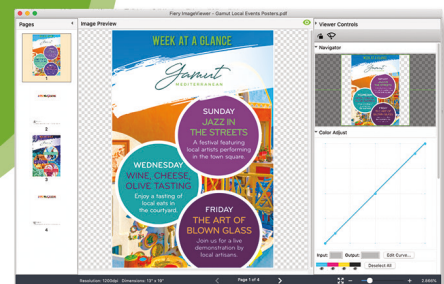 Fiery ImageViewer - Gamut Local Events Posters.pdf
Pages
Image Preview
Viewer Controls
Navigator
1
2
3
4
WEEK AT A GLANCE
Gamut
MEDITERRANEAN
SUNDAY
JAZZ IN
THE STREETS
A festival featuring
local artists performing
in the town square.
WEDNESDAY
WINE, CHEESE,
OLIVE TASTING
Enjoy a tasting of
local eats in
the courtyard.
FRIDAY
THE ART OF
BLOWN GLASS
Join us for a live
demonstration by
local artisans.
Color Adjust
Input:
Output:
Edit Curve...
Deselect All
Resolution: 1200dpi Dimensions: 13" x 19"
Page 1 of 4